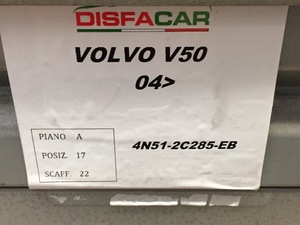 DISFACAR
VOLVO V50
04>
PIANO A
POSIZ. 17
SCAFF. 22
4N51-2C285-EB